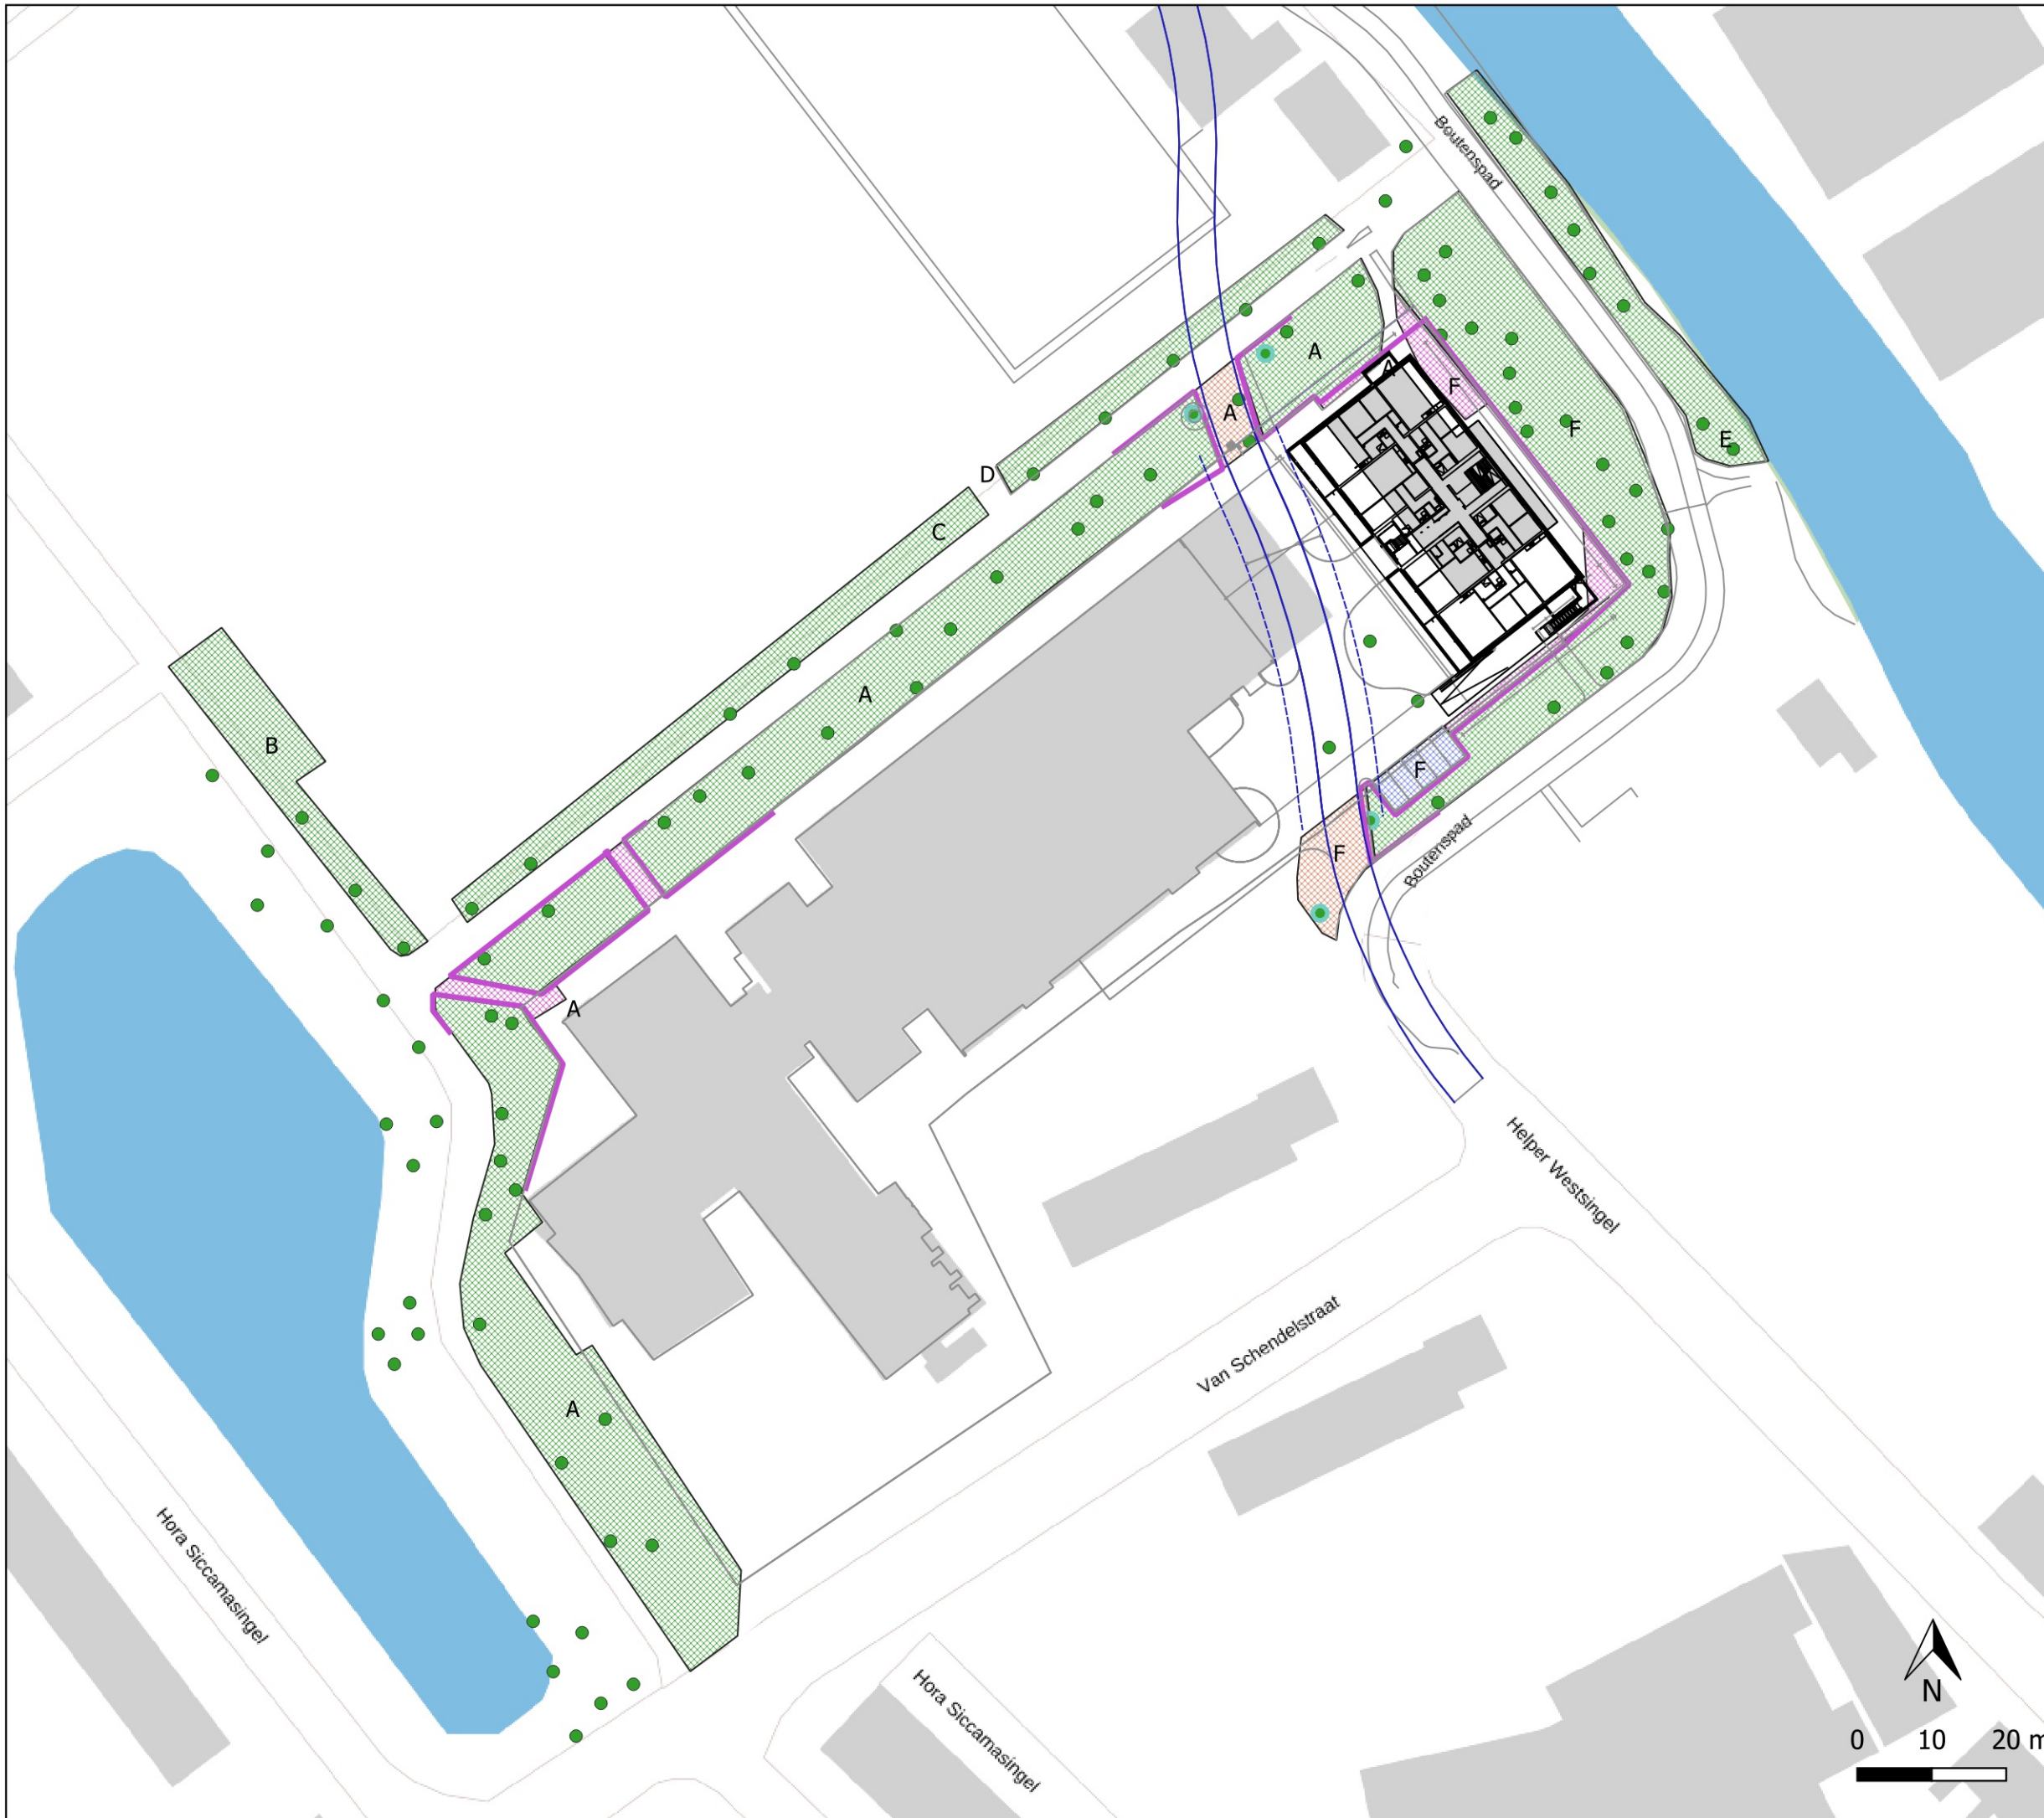 Boutenspad
A
A
F
A
F
E
D
C
A
B
F
F
Boutenspad
A
Helper Westsingel
Van Schendelstraat
A
Hora Siccamasingel
Hora Siccamasingel
N
0 10 20 m